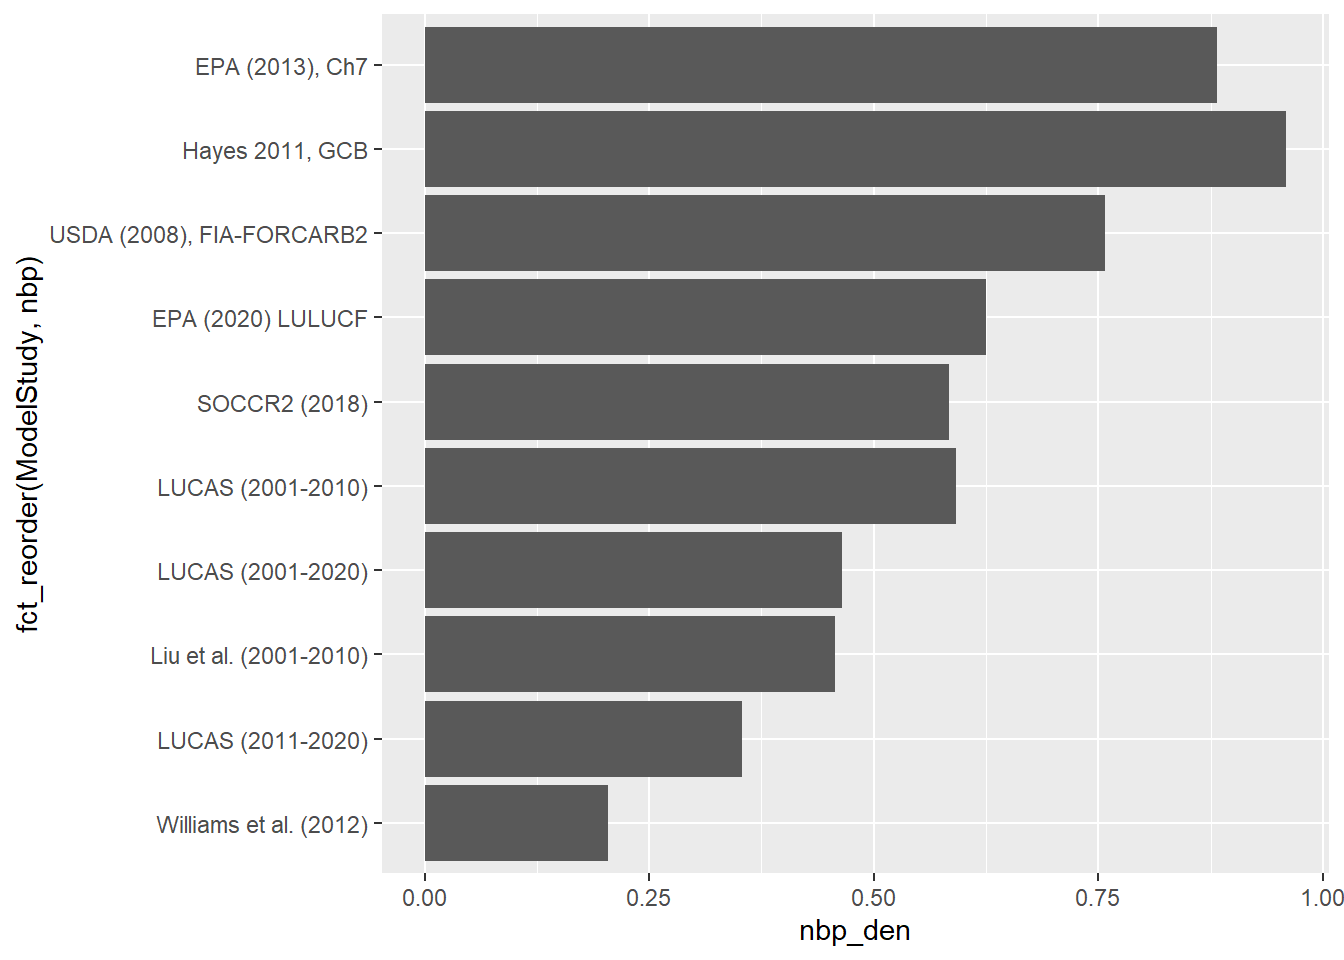 EPA (2013), Ch7
Hayes 2011, GCB
USDA (2008), FIA-FORCARB2
EPA (2020) LULUCF
SOCCR2 (2018)
LUCAS (2001-2010)
LUCAS (2001-2020)
Liu et al. (2001-2010)
LUCAS (2011-2020)
Williams et al. (2012)
fct_reorder(ModelStudy, nbp)
0.00 0.25 0.50 0.75 1.00
nbp_den